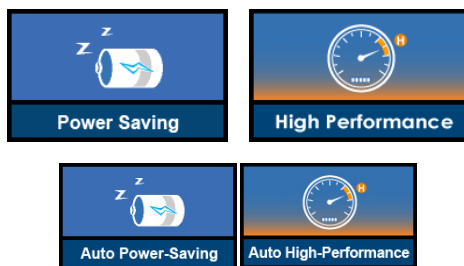 z
Z
Power Saving
H
High Performance
z
Z
Auto Power-Saving
H
Auto High-Performance